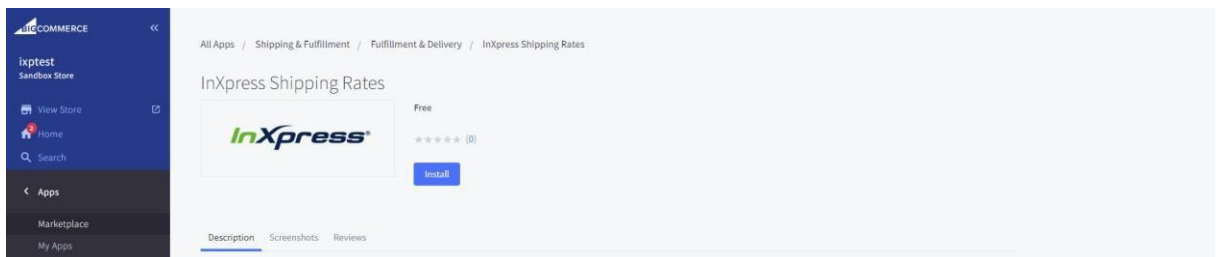 BIGCOMMERCE «
ixptest
Sandbox Store
View Store
2
Home
Search
Apps
Marketplace
My Apps
All Apps / Shipping & Fulfillment / Fulfillment & Delivery / InXpress Shipping Rates
InXpress Shipping Rates
InXpress®
Free
(0)
Install
Description Screenshots Reviews